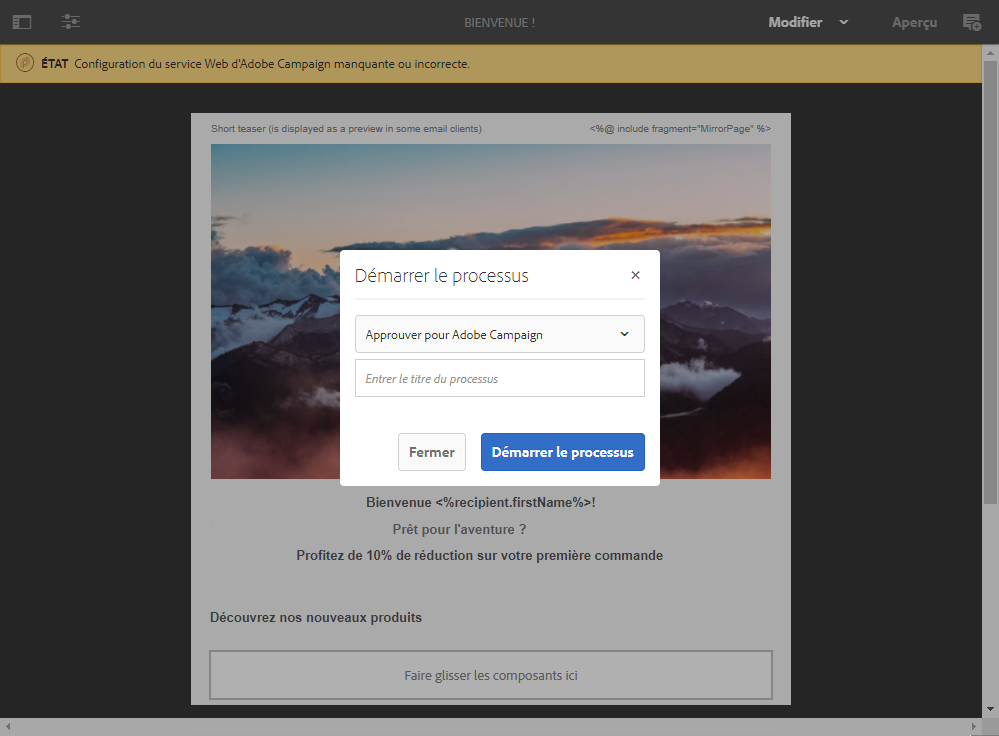 BIENVENUE !
Modifier
Aperçu
ÉTAT Configuration du service Web d'Adobe Campaign manquante ou incorrecte.
Short teaser (is displayed as a preview in some email clients)
<%@ include fragment="MirrorPage" %>
Démarrer le processus
Approuver pour Adobe Campaign
Entrer le titre du processus
Fermer
Démarrer le processus
Bienvenue <%recipient.firstName%>!
Prêt pour l'aventure ?
Profitez de 10% de réduction sur votre première commande
Découvrez nos nouveaux produits
Faire glisser les composants ici